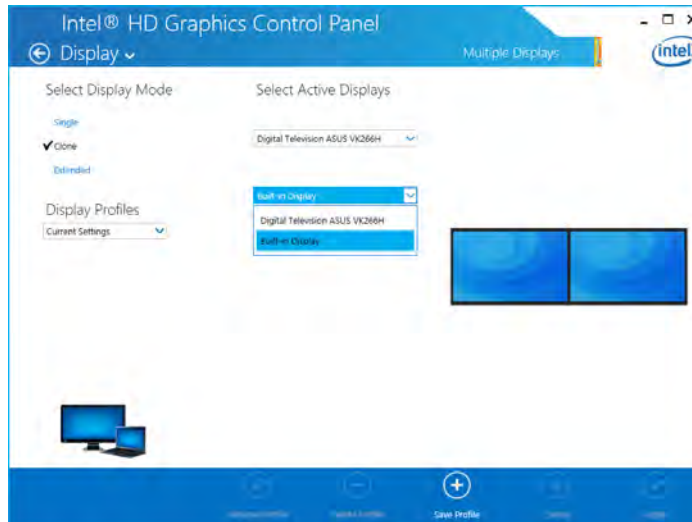 Intel® HD Graphics Control Panel
Display
Multiple Displays
intel
Select Display Mode
Single
Clone
Extended
Display Profiles
Current Settings
Select Active Displays
Digital Television ASUS VK266H
Built-in Display
Digital Television ASUS VK266H
Built-in Display
Save Profile